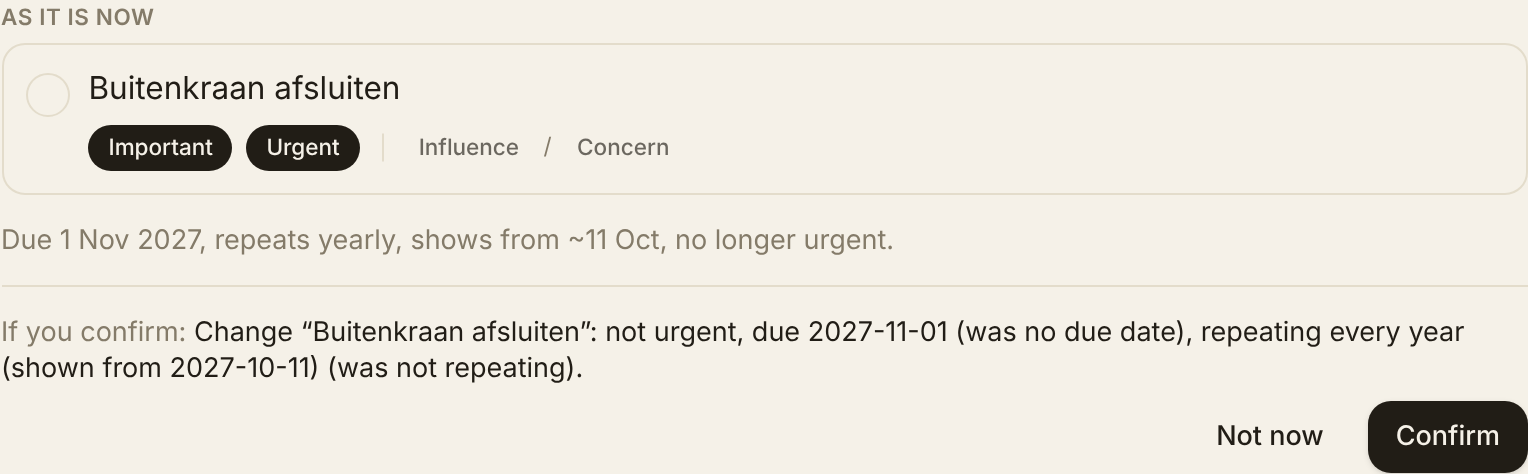 AS IT IS NOW
Buitenkraan afsluiten
Important Urgent Influence / Concern
Due 1 Nov 2027, repeats yearly, shows from ~11 Oct, no longer urgent.
If you confirm: Change “Buitenkraan afsluiten”: not urgent, due 2027-11-01 (was no due date), repeating every year
(shown from 2027-10-11) (was not repeating).
Not now Confirm